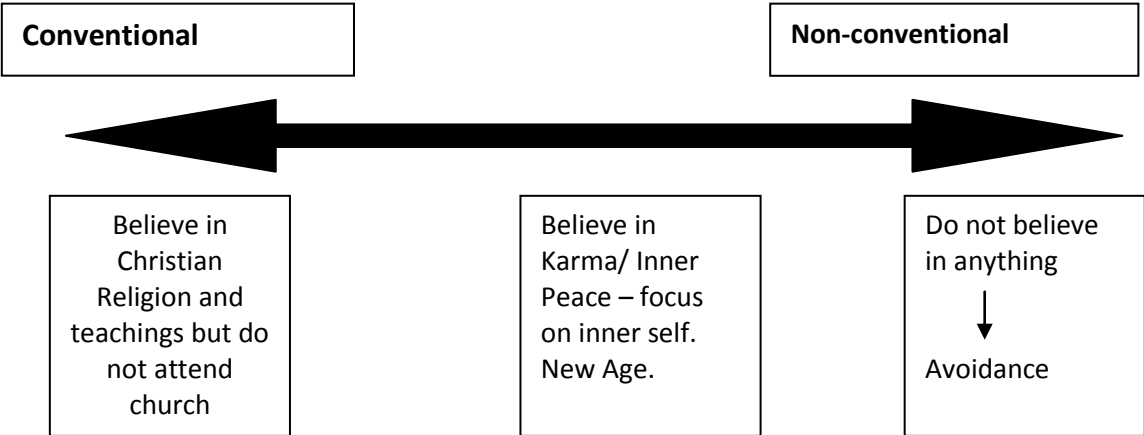 Conventional
Non-conventional
Believe in
Christian
Religion and
teachings but do
not attend
church
Believe in
Karma/ Inner
Peace – focus
on inner self.
New Age.
Do not believe
in anything
Avoidance